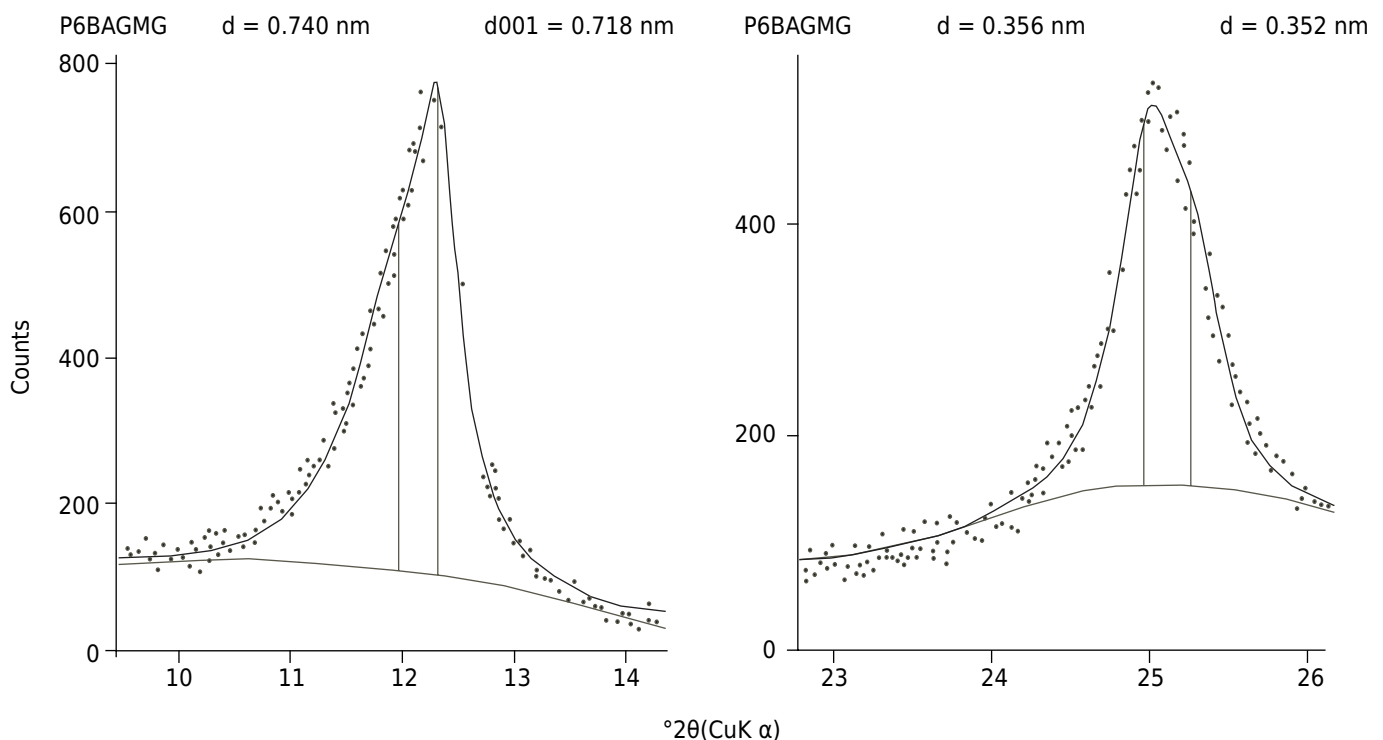 P6BAGMG d = 0.740 nm d001 = 0.718 nm P6BAGMG d = 0.356 nm d = 0.352 nm
Counts
800
600
400
200
0
10 11 12 13 14
400
200
0
23 24 25 26
°2θ(CuK α)